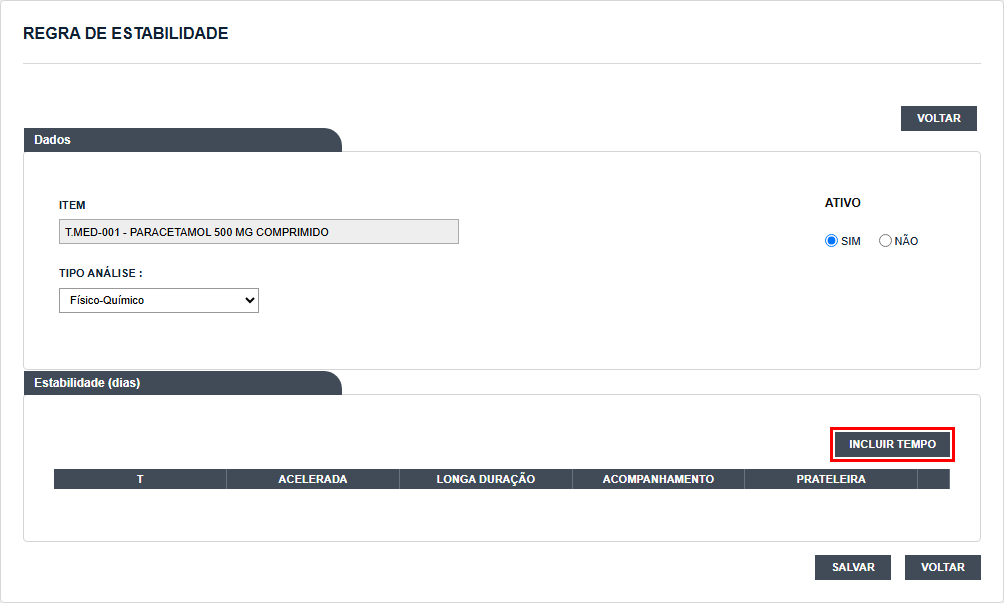 REGRA DE ESTABILIDADE
VOLTAR
Dados
ITEM
T.MED-001 - PARACETAMOL 500 MG COMPRIMIDO
ATIVO
SIM NÃO
TIPO ANÁLISE :
Físico-Químico
Estabilidade (dias)
INCLUIR TEMPO
T ACELERADA LONGA DURAÇÃO ACOMPANHAMENTO PRATELEIRA
SALVAR VOLTAR